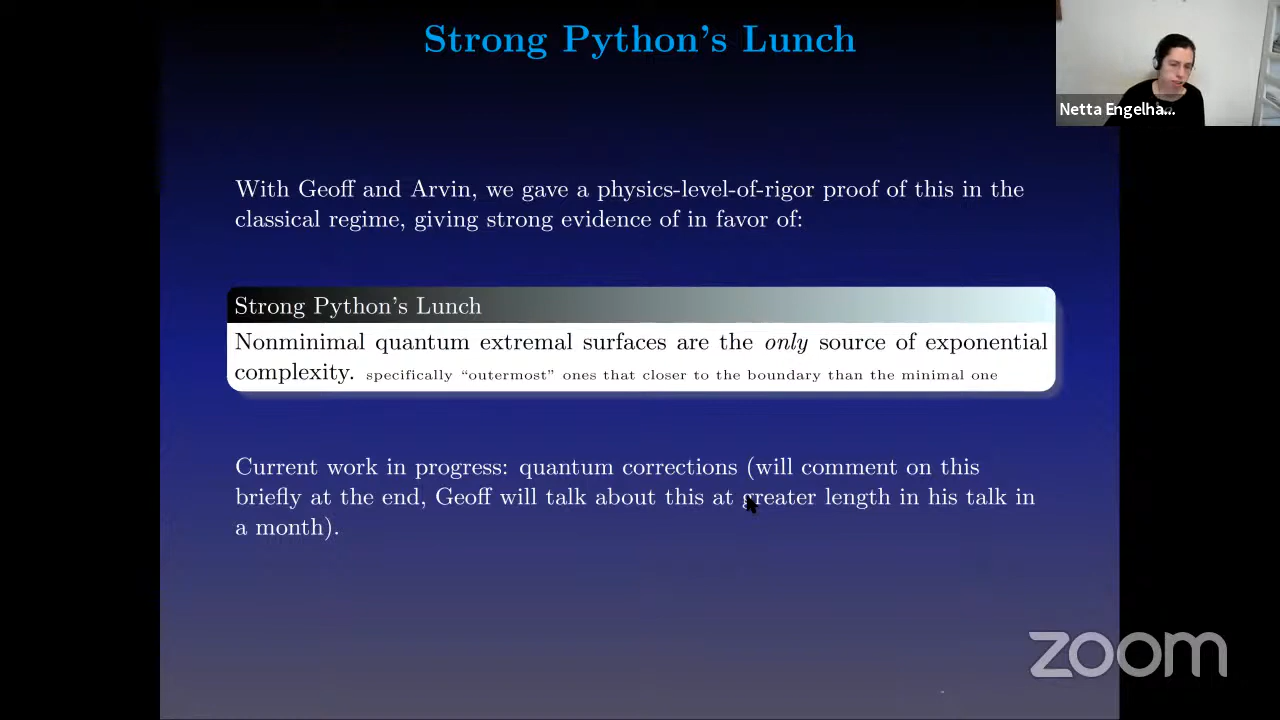 Strong Python's Lunch
Netta Engelha...
With Geoff and Arvin, we gave a physics-level-of-rigor proof of this in the
classical regime, giving strong evidence of in favor of:
Strong Python's Lunch
Nonminimal quantum extremal surfaces are the only source of exponential
complexity. specifically “outermost” ones that closer to the boundary than the minimal one
Current work in progress: quantum corrections (will comment on this
briefly at the end, Geoff will talk about this at greater length in his talk in
a month).
zoom